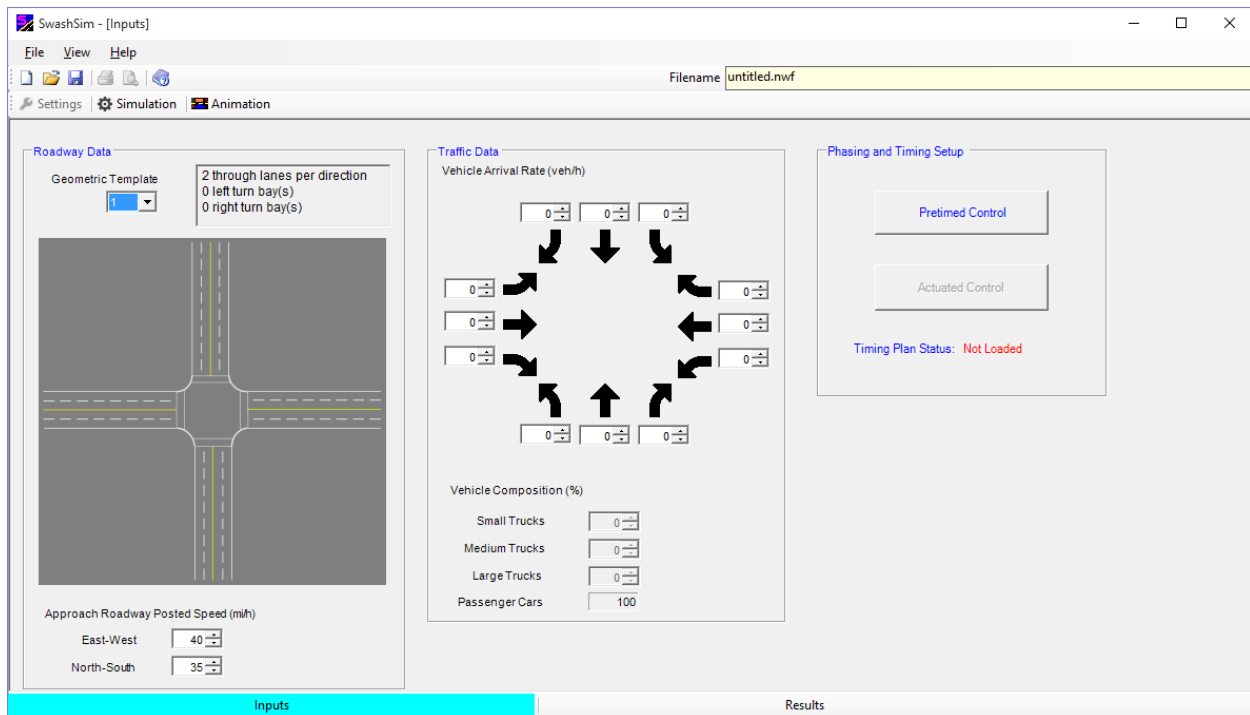 SwashSim - [Inputs]
File View Help
Filename untitled.nwf
Settings Simulation Animation
Roadway Data
Geometric Template
1
2 through lanes per direction
0 left turn bay(s)
0 right turn bay(s)
Approach Roadway Posted Speed (mi/h)
East-West 40
North-South 35
Traffic Data
Vehicle Arrival Rate (veh/h)
0 0 0
0 0
0 0
0 0
0 0 0
Vehicle Composition (%)
Small Trucks 0
Medium Trucks 0
Large Trucks 0
Passenger Cars 100
Phasing and Timing Setup
Pretimed Control
Actuated Control
Timing Plan Status: Not Loaded
Inputs Results